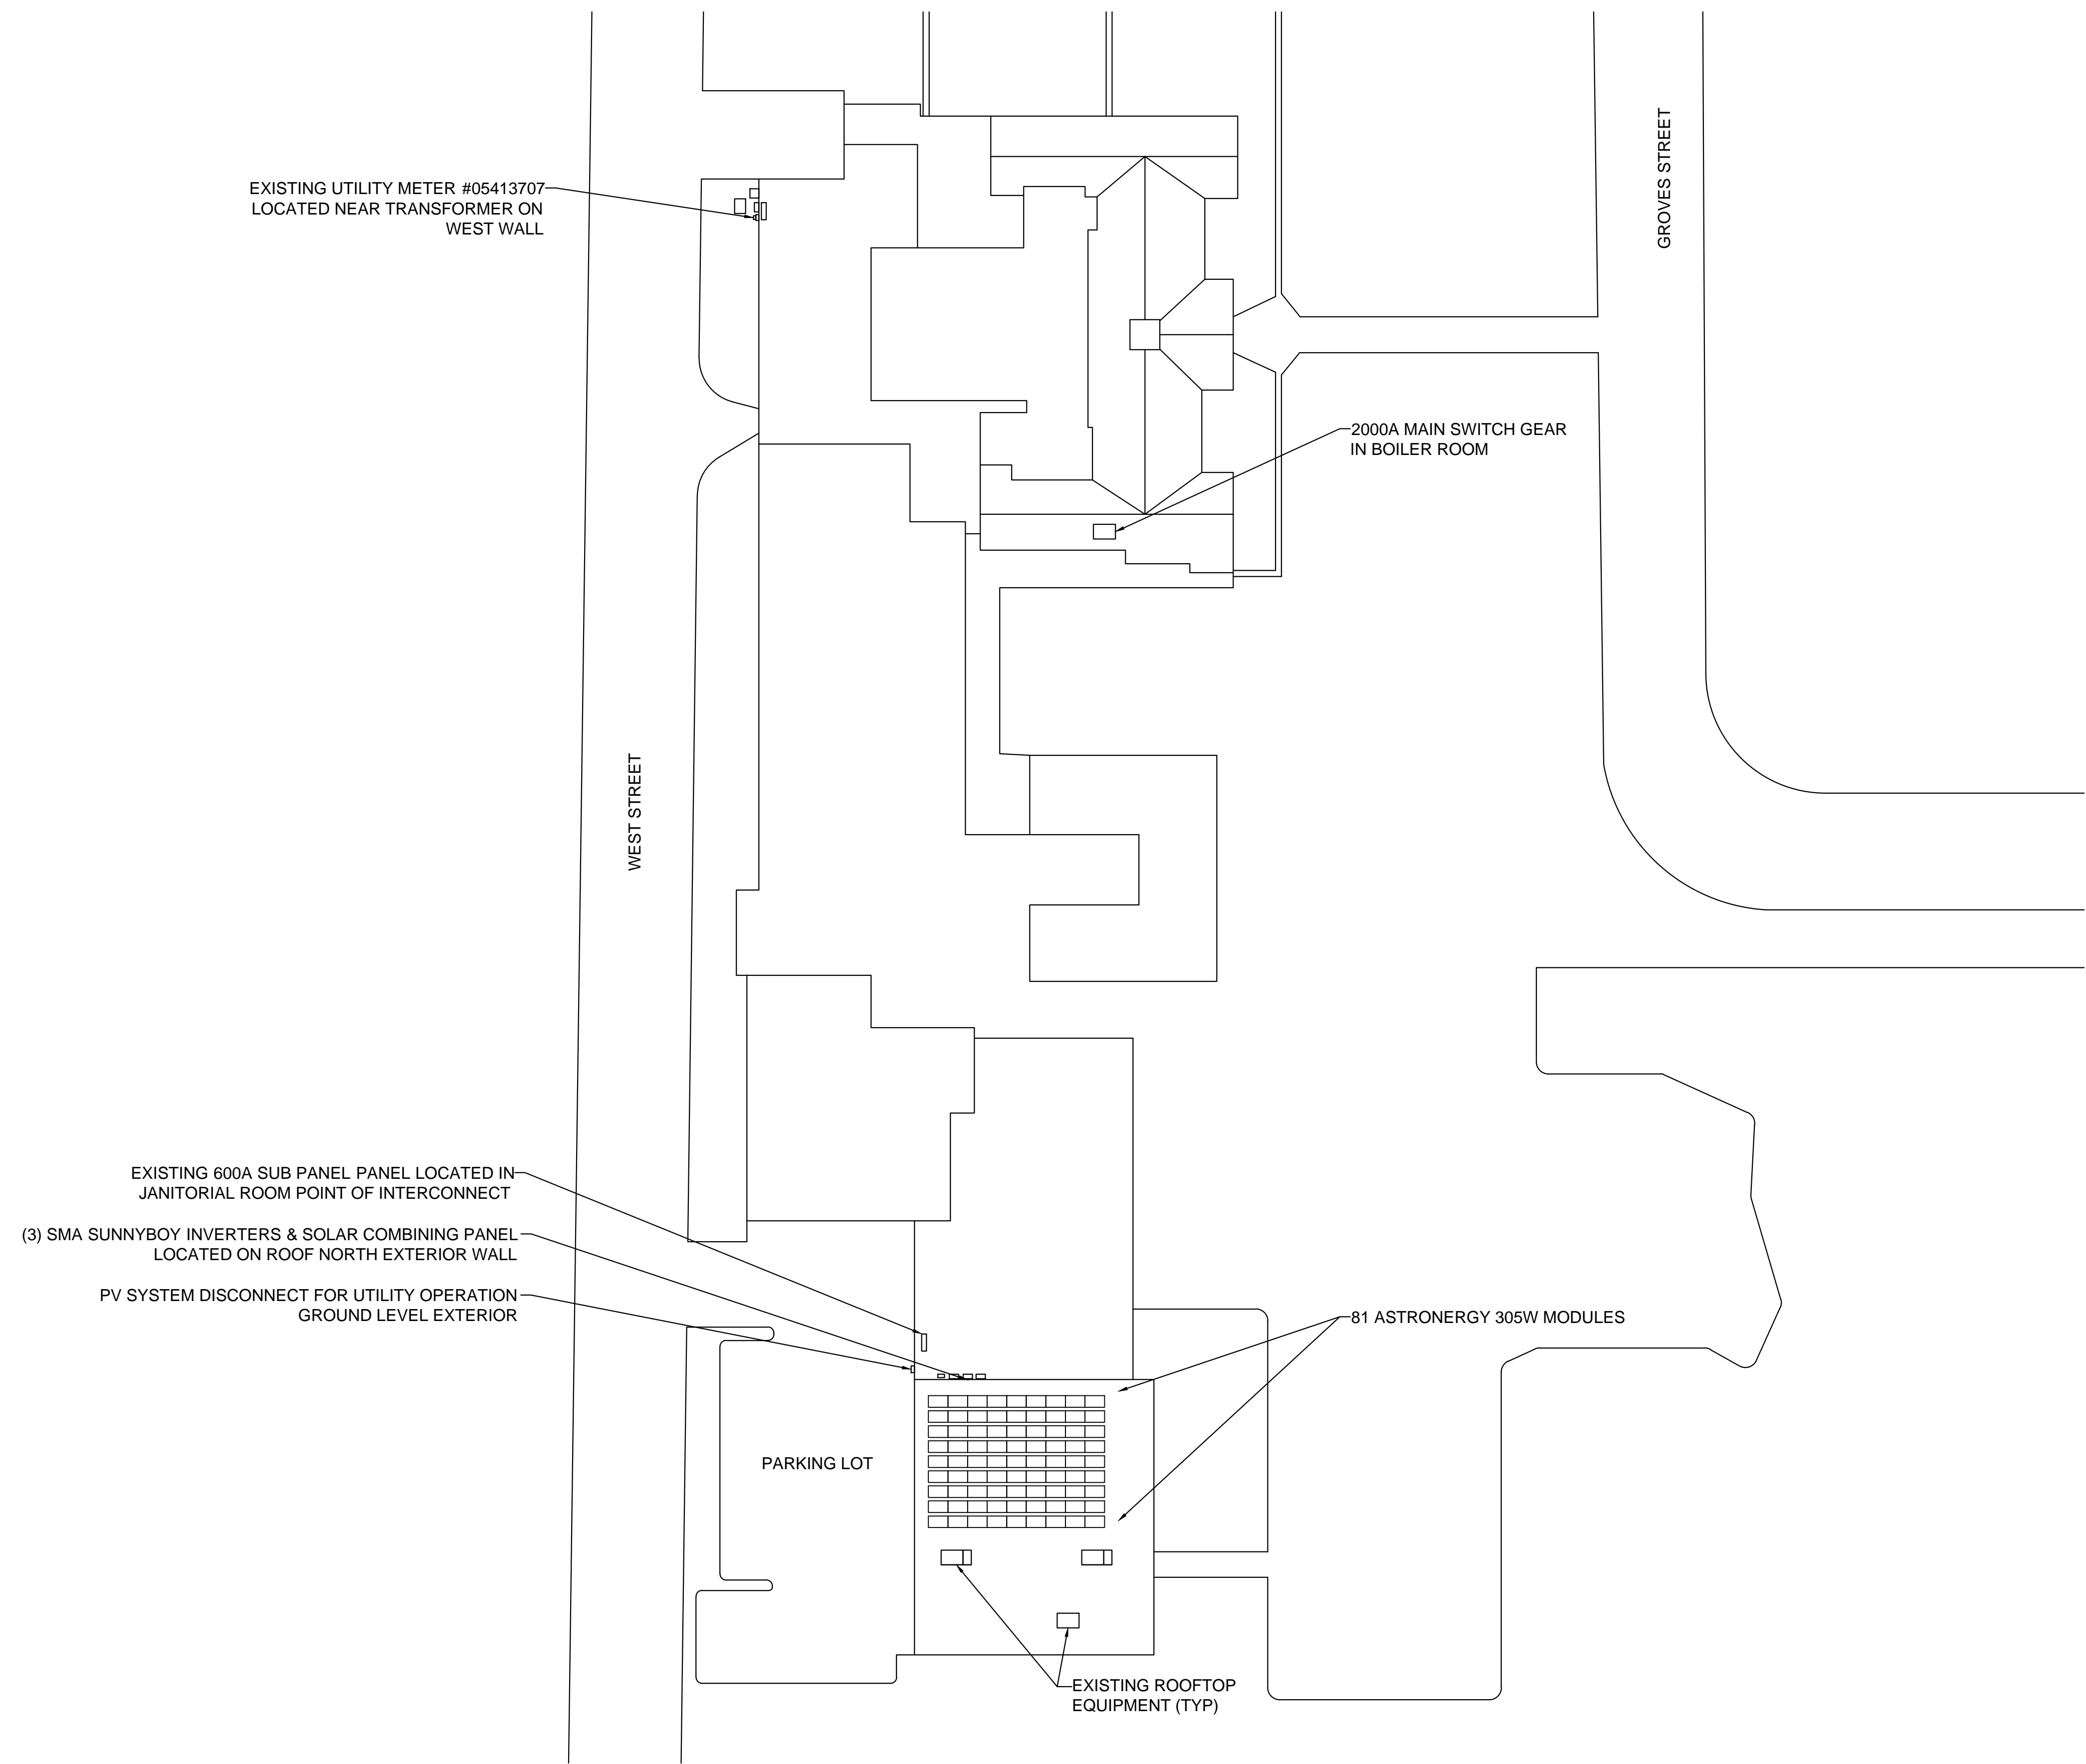 GROVES STREET
EXISTING UTILITY METER #05413707
LOCATED NEAR TRANSFORMER ON
WEST WALL
2000A MAIN SWITCH GEAR
IN BOILER ROOM
WEST STREET
EXISTING 600A SUB PANEL PANEL LOCATED IN
JANITORIAL ROOM POINT OF INTERCONNECT
(3) SMA SUNNYBOY INVERTERS & SOLAR COMBINING PANEL
LOCATED ON ROOF NORTH EXTERIOR WALL
PV SYSTEM DISCONNECT FOR UTILITY OPERATION
GROUND LEVEL EXTERIOR
81 ASTRONERGY 305W MODULES
PARKING LOT
EXISTING ROOFTOP
EQUIPMENT (TYP)